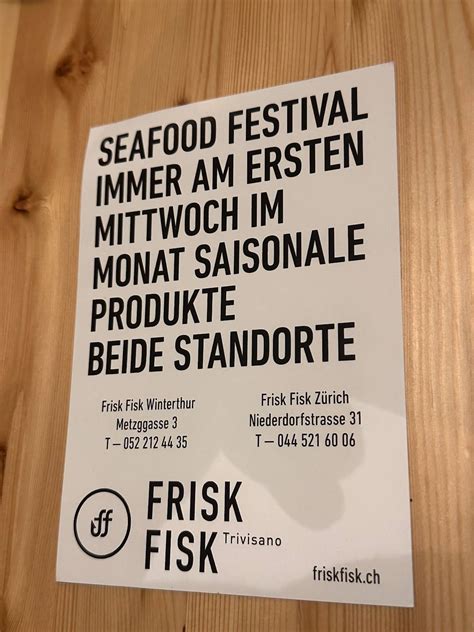 SEAFOOD FESTIVAL
IMMER AM ERSTEN
MITTWOCH IM
MONAT SAISONALE
PRODUKTE
BEIDE STANDORTE
Frisk Fisk Winterthur
Metzggasse 3
T – 052 212 44 35
Frisk Fisk Zürich
Niederdorfstrasse 31
T – 044 521 60 06
ff
FRISK
FISK Trivisano
friskfisk.ch